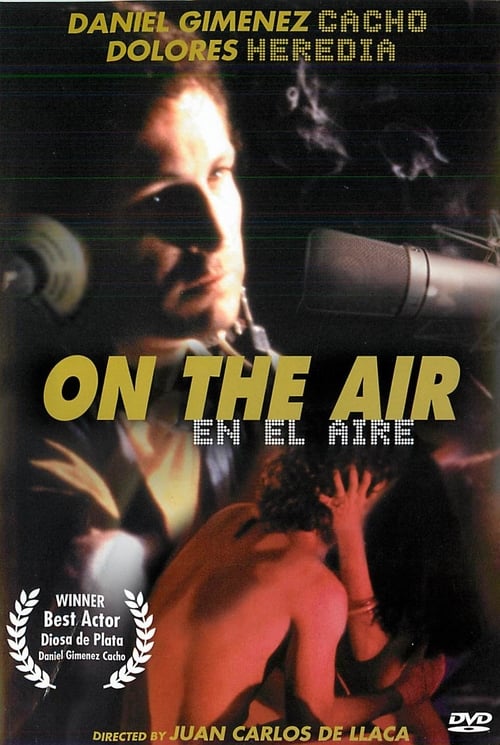 DANIEL GIMENEZ CACHO
DOLORES HEREDIA
ON THE AIR
EN EL AIRE
WINNER
Best Actor
Diosa de Plata
Daniel Gimenez Cacho
DVD
DIRECTED BY JUAN CARLOS DE LLACA